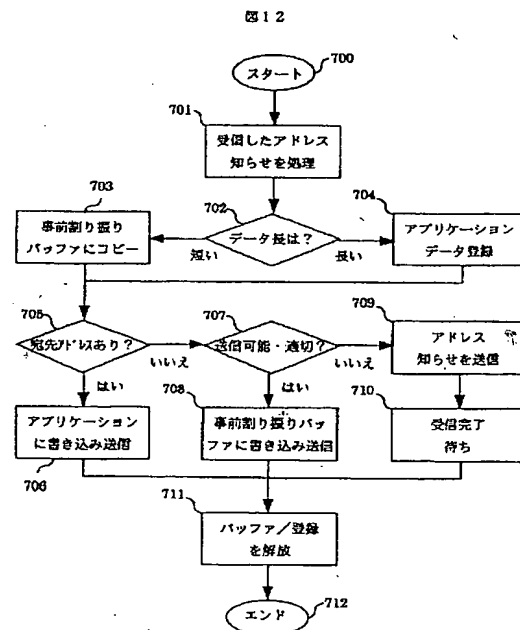 図12
スタート
700
701
受信したアドレス
知らせを処理
703
事前割り振り
バッファにコピー
702
データ長は?
短い
長い
704
アプリケーション
データ登録
705
宛先アドレスあり?
いいえ
はい
707
送信可能・適切?
いいえ
はい
709
アドレス
知らせを送信
アプリケーション
に書き込み送信
706
708
事前割り振りバッ
ファに書き込み送信
710
受信完了
待ち
711
バッファ/登録
を解放
エンド
712